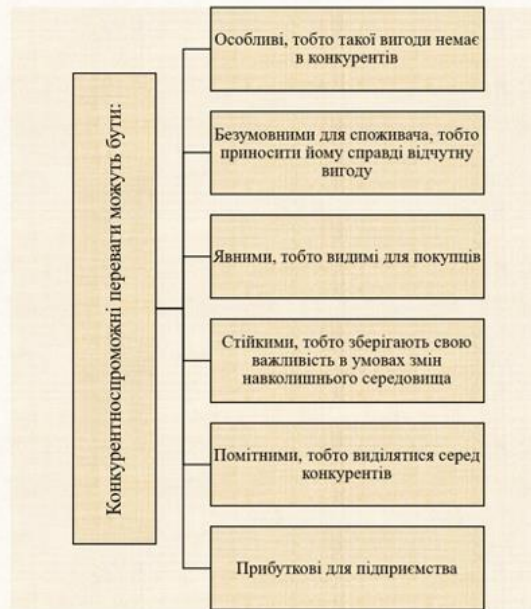 Конкурентноспроможні переваги можуть бути:
Особливі, тобто такої вигоди немає
в конкурентів
Безумовними для споживача, тобто
приносити йому справді відчутну
вигоду
Явними, тобто видимі для покупців
Стійкими, тобто зберігають свою
важливість в умовах змін
навколишнього середовища
Помітними, тобто виділятися серед
конкурентів
Прибуткові для підприємства